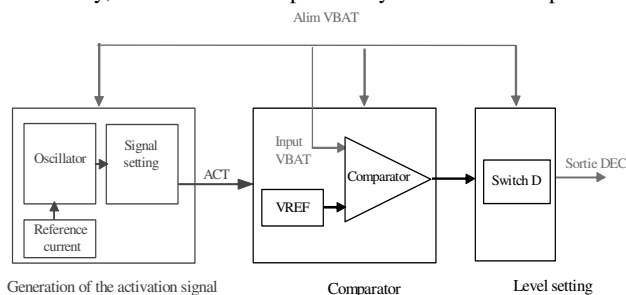 Alim VBAT
Input
VBAT
Oscillator
Signal
setting
Comparator
Sortie DEC
Switch D
ACT
VREF
Reference
current
Generation of the activation signal
Comparator
Level setting